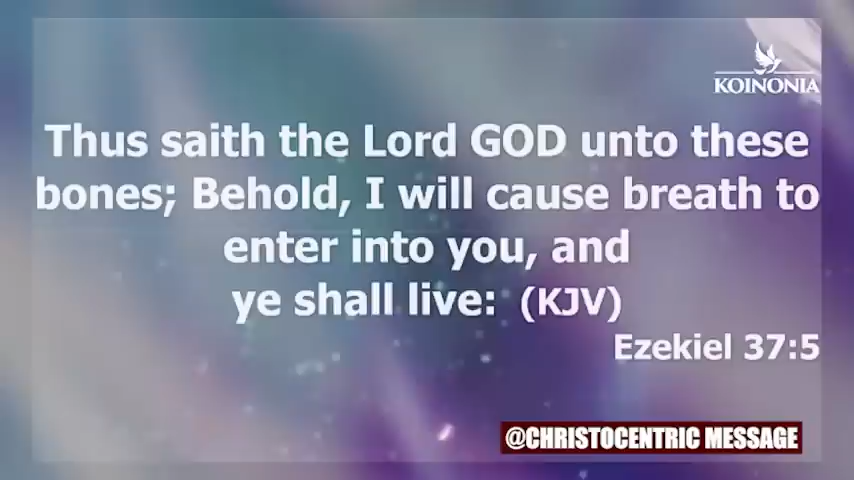 KOINONIA
Thus saith the Lord GOD unto these
bones; Behold, I will cause breath to
enter into you, and
ye shall live: (KJV)
Ezekiel 37:5
@CHRISTOCENTRIC MESSAGE